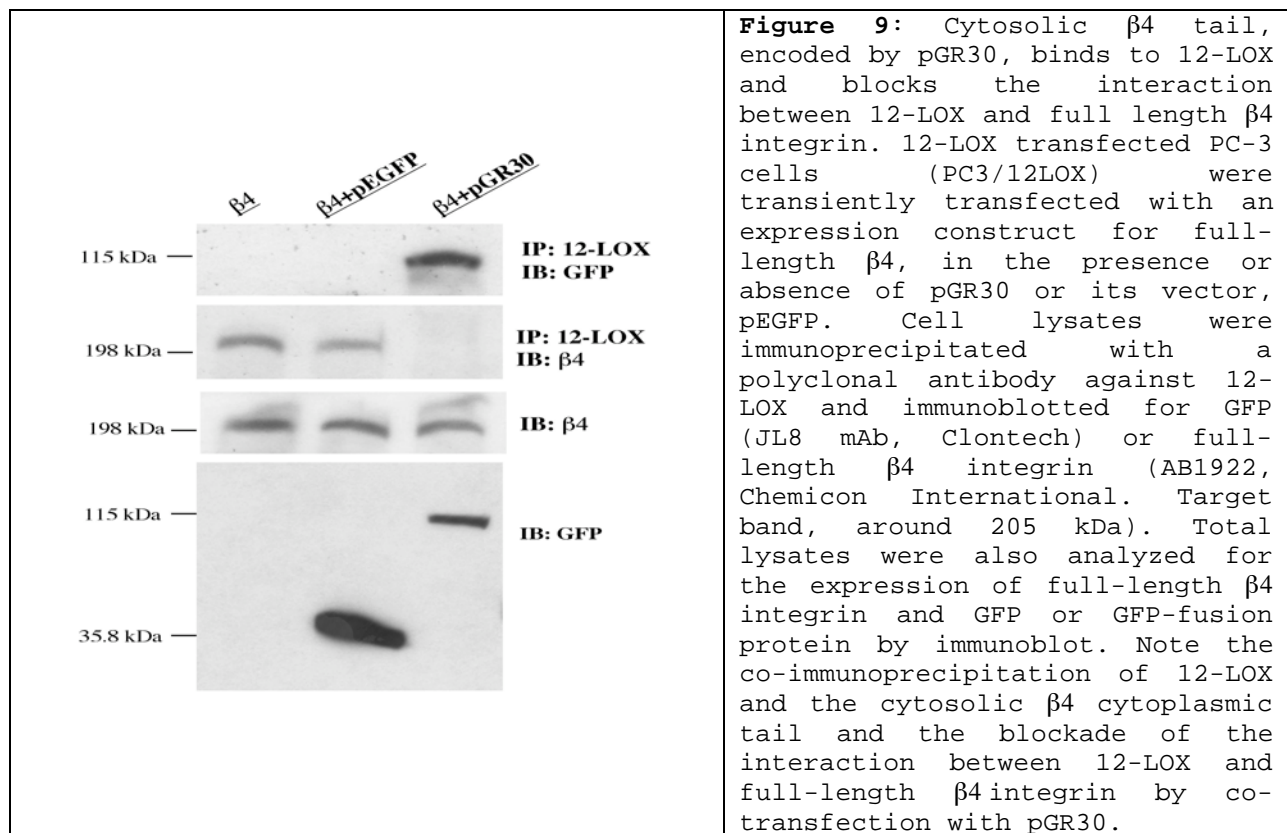 β4
β4+pEGFP
β4+pGR30
115 kDa
IP: 12-LOX
IB: GFP
198 kDa
IP: 12-LOX
IB: β4
198 kDa
IB: β4
115 kDa
IB: GFP
35.8 kDa
Figure 9: Cytosolic β4 tail,
encoded by pGR30, binds to 12-LOX
and blocks the interaction
between 12-LOX and full length β4
integrin. 12-LOX transfected PC-3
cells (PC3/12LOX) were
transiently transfected with an
expression construct for full-
length β4, in the presence or
absence of pGR30 or its vector,
pEGFP. Cell lysates were
immunoprecipitated with a
polyclonal antibody against 12-
LOX and immunoblotted for GFP
(JL8 mAb, Clontech) or full-
length β4 integrin (AB1922,
Chemicon International. Target
band, around 205 kDa). Total
lysates were also analyzed for
the expression of full-length β4
integrin and GFP or GFP-fusion
protein by immunoblot. Note the
co-immunoprecipitation of 12-LOX
and the cytosolic β4 cytoplasmic
tail and the blockade of the
interaction between 12-LOX and
full-length β4 integrin by co-
transfection with pGR30.